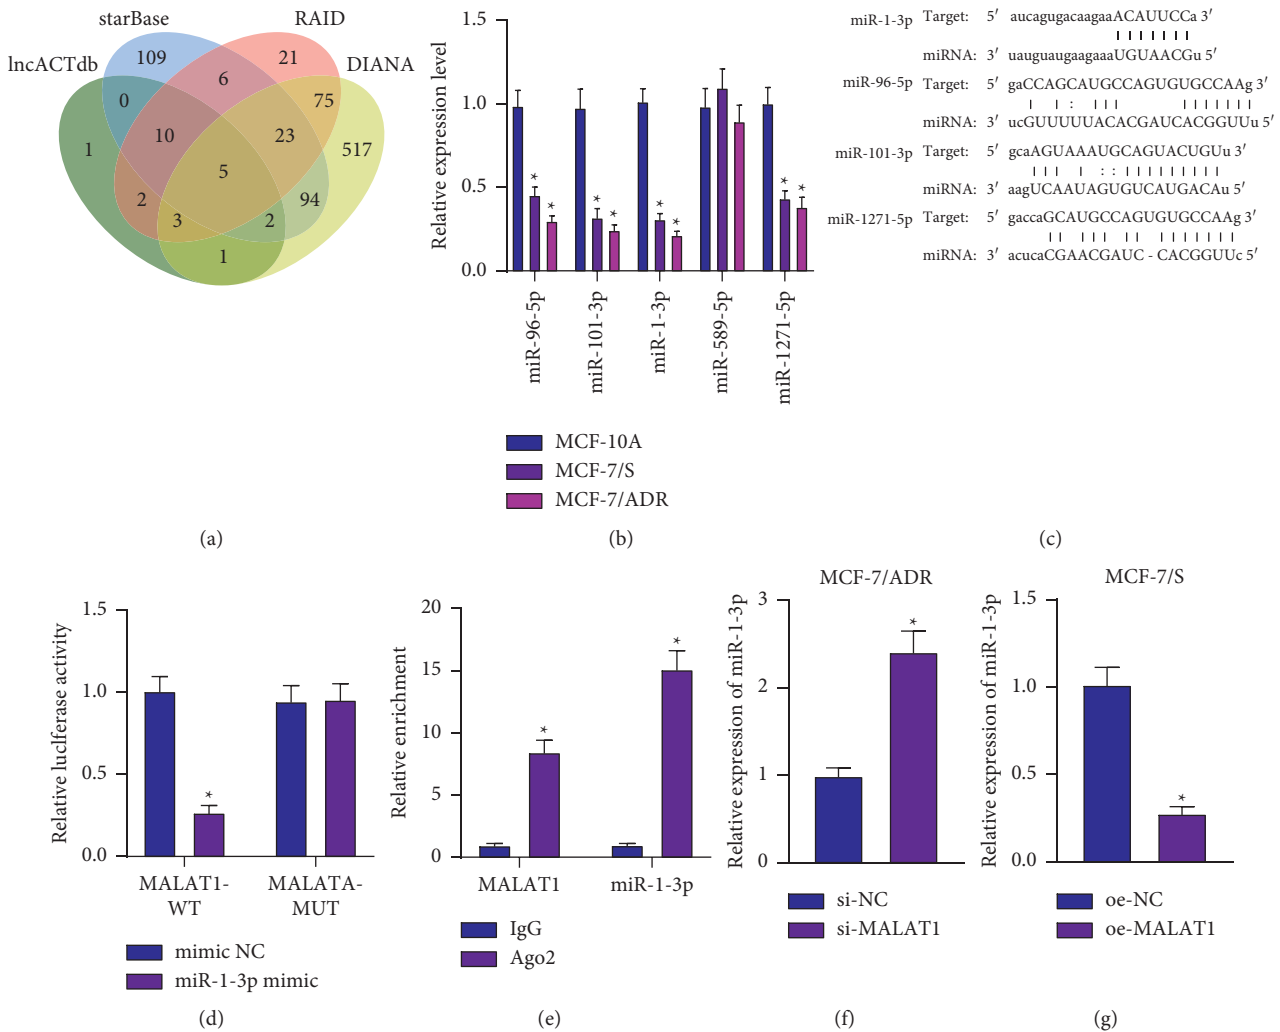 starBase
RAID
lncACTdb
DIANA
109
21
6
0
75
10
23
1
517
5
2
94
3
2
1
(a)
Relative expression level
1.5
1.0
0.5
0.0
* * * * * * * *
miR-96-5p
miR-101-3p
miR-1-3p
miR-589-5p
miR-1271-5p
MCF-10A
MCF-7/S
MCF-7/ADR
(b)
miR-1-3p Target: 5′ aucagugacaagaaACAUUCCa 3′
miRNA: 3′ uauguaugaagaaaUGUAACGu 5′
miR-96-5p Target: 5′ gaCCAGCAUGCCAGUGUGCCAAg 3′
miRNA: 3′ ucGUUUUUACACGAUCACGGUUu 5′
miR-101-3p Target: 5′ gcaAGUAAAUGCAGUACUGUu 3′
miRNA: 3′ aagUCAAUAGUGUCAUGACAu 5′
miR-1271-5p Target: 5′ gaccaGCAUGCCAGUGUGCCAAg 3′
miRNA: 3′ acucaCGAACGAUC - CACGGUUc 5′
(c)
Relative luclferase activity
1.5
1.0
0.5
0.0
*
MALAT1-
WT
MALATA-
MUT
mimic NC
miR-1-3p mimic
(d)
Relative enrichment
20
15
10
5
0
* *
MALAT1
miR-1-3p
IgG
Ago2
(e)
MCF-7/ADR
Relative expression of miR-1-3p
3
2
1
0
*
si-NC
si-MALAT1
(f)
MCF-7/S
Relative expression of miR-1-3p
1.5
1.0
0.5
0.0
*
oe-NC
oe-MALAT1
(g)